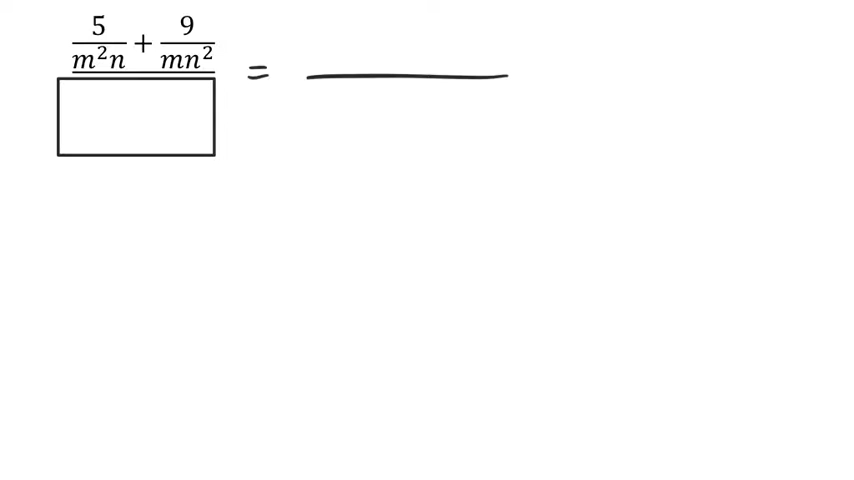 5/m²n + 9/mn² =